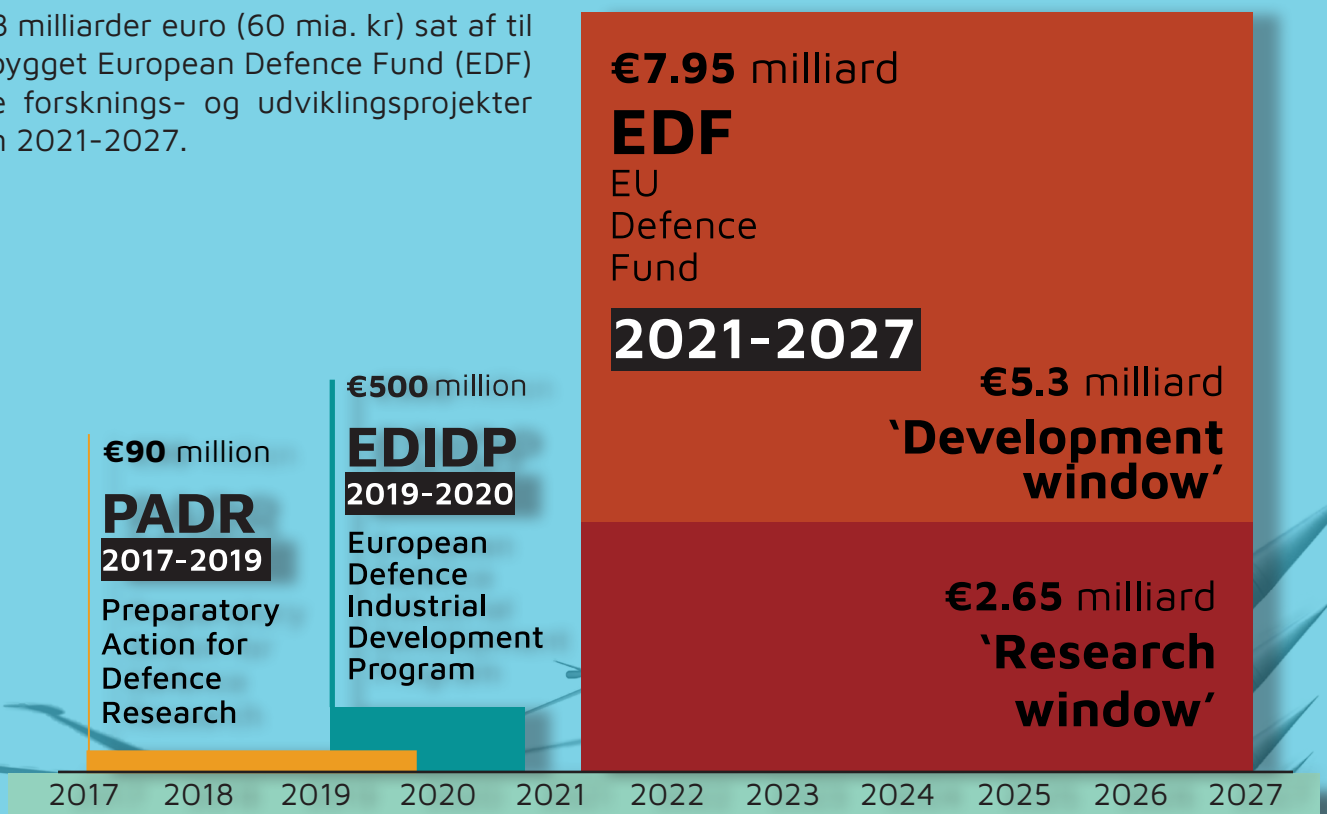 3 milliarder euro (60 mia. kr) sat af til
bygget European Defence Fund (EDF)
forsknings- og udviklingsprojekter
2021-2027.
€7.95 milliard
EDF
EU
Defence
Fund
2021-2027
€5.3 milliard
‵Development
window’
€2.65 milliard
‵Research
window’
€500 million
EDIDP
2019-2020
European
Defence
Industrial
Development
Program
€90 million
PADR
2017-2019
Preparatory
Action for
Defence
Research
2017 2018 2019 2020 2021 2022 2023 2024 2025 2026 2027